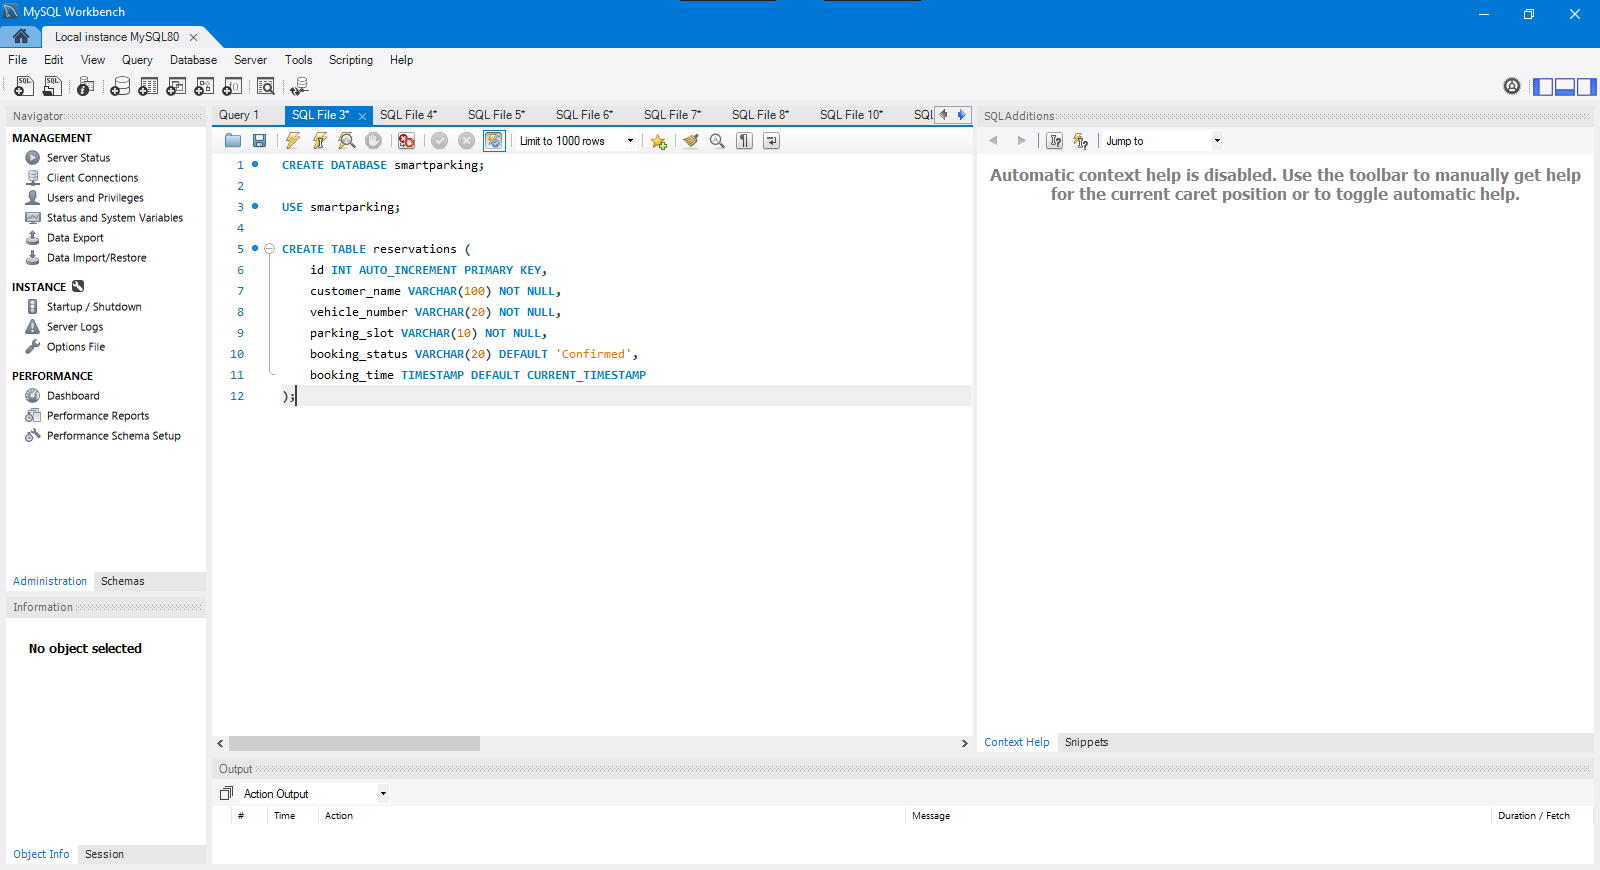 MySQL Workbench
Local instance MySQL80
File Edit View Query Database Server Tools Scripting Help
Navigator
MANAGEMENT
Server Status
Client Connections
Users and Privileges
Status and System Variables
Data Export
Data Import/Restore
INSTANCE
Startup / Shutdown
Server Logs
Options File
PERFORMANCE
Dashboard
Performance Reports
Performance Schema Setup
Administration Schemas
Information
No object selected
Object Info Session
Query 1 SQL File 3* SQL File 4* SQL File 5* SQL File 6* SQL File 7* SQL File 8* SQL File 10* SQL
Limit to 1000 rows
1 CREATE DATABASE smartparking;
2
3 USE smartparking;
4
5 CREATE TABLE reservations (
6 id INT AUTO_INCREMENT PRIMARY KEY,
7 customer_name VARCHAR(100) NOT NULL,
8 vehicle_number VARCHAR(20) NOT NULL,
9 parking_slot VARCHAR(10) NOT NULL,
10 booking_status VARCHAR(20) DEFAULT 'Confirmed',
11 booking_time TIMESTAMP DEFAULT CURRENT_TIMESTAMP
12 );
SQLAdditions
Jump to
Automatic context help is disabled. Use the toolbar to manually get help
for the current caret position or to toggle automatic help.
Context Help Snippets
Output
Action Output
# Time Action Message Duration / Fetch